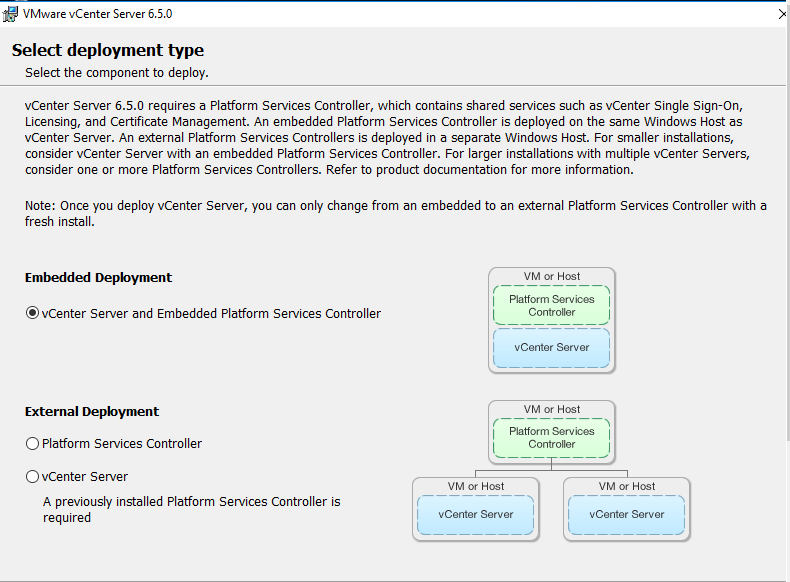 VMware vCenter Server 6.5.0
Select deployment type
Select the component to deploy.
vCenter Server 6.5.0 requires a Platform Services Controller, which contains shared services such as vCenter Single Sign-On,
Licensing, and Certificate Management. An embedded Platform Services Controller is deployed on the same Windows Host as
vCenter Server. An external Platform Services Controllers is deployed in a separate Windows Host. For smaller installations,
consider vCenter Server with an embedded Platform Services Controller. For larger installations with multiple vCenter Servers,
consider one or more Platform Services Controllers. Refer to product documentation for more information.
Note: Once you deploy vCenter Server, you can only change from an embedded to an external Platform Services Controller with a
fresh install.
Embedded Deployment
vCenter Server and Embedded Platform Services Controller
VM or Host
Platform Services
Controller
vCenter Server
External Deployment
Platform Services Controller
vCenter Server
A previously installed Platform Services Controller is
required
VM or Host
Platform Services
Controller
VM or Host
vCenter Server
VM or Host
vCenter Server